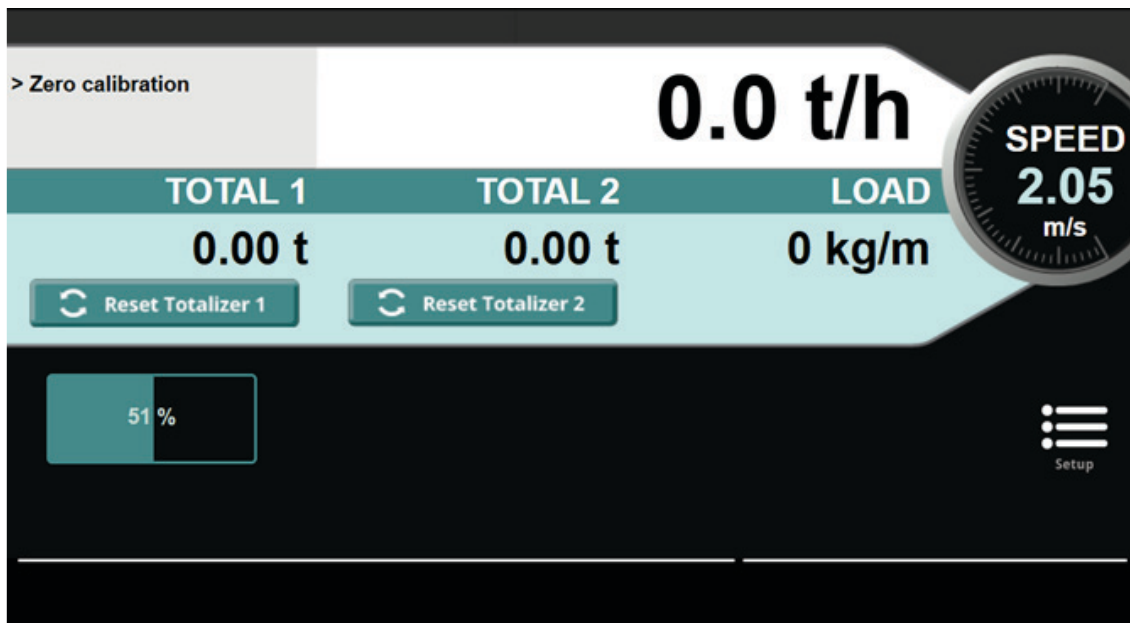 > Zero calibration
0.0 t/h
SPEED
2.05
m/s
TOTAL 1
TOTAL 2
LOAD
0.00 t
0.00 t
0 kg/m
Reset Totalizer 1
Reset Totalizer 2
51 %
Setup